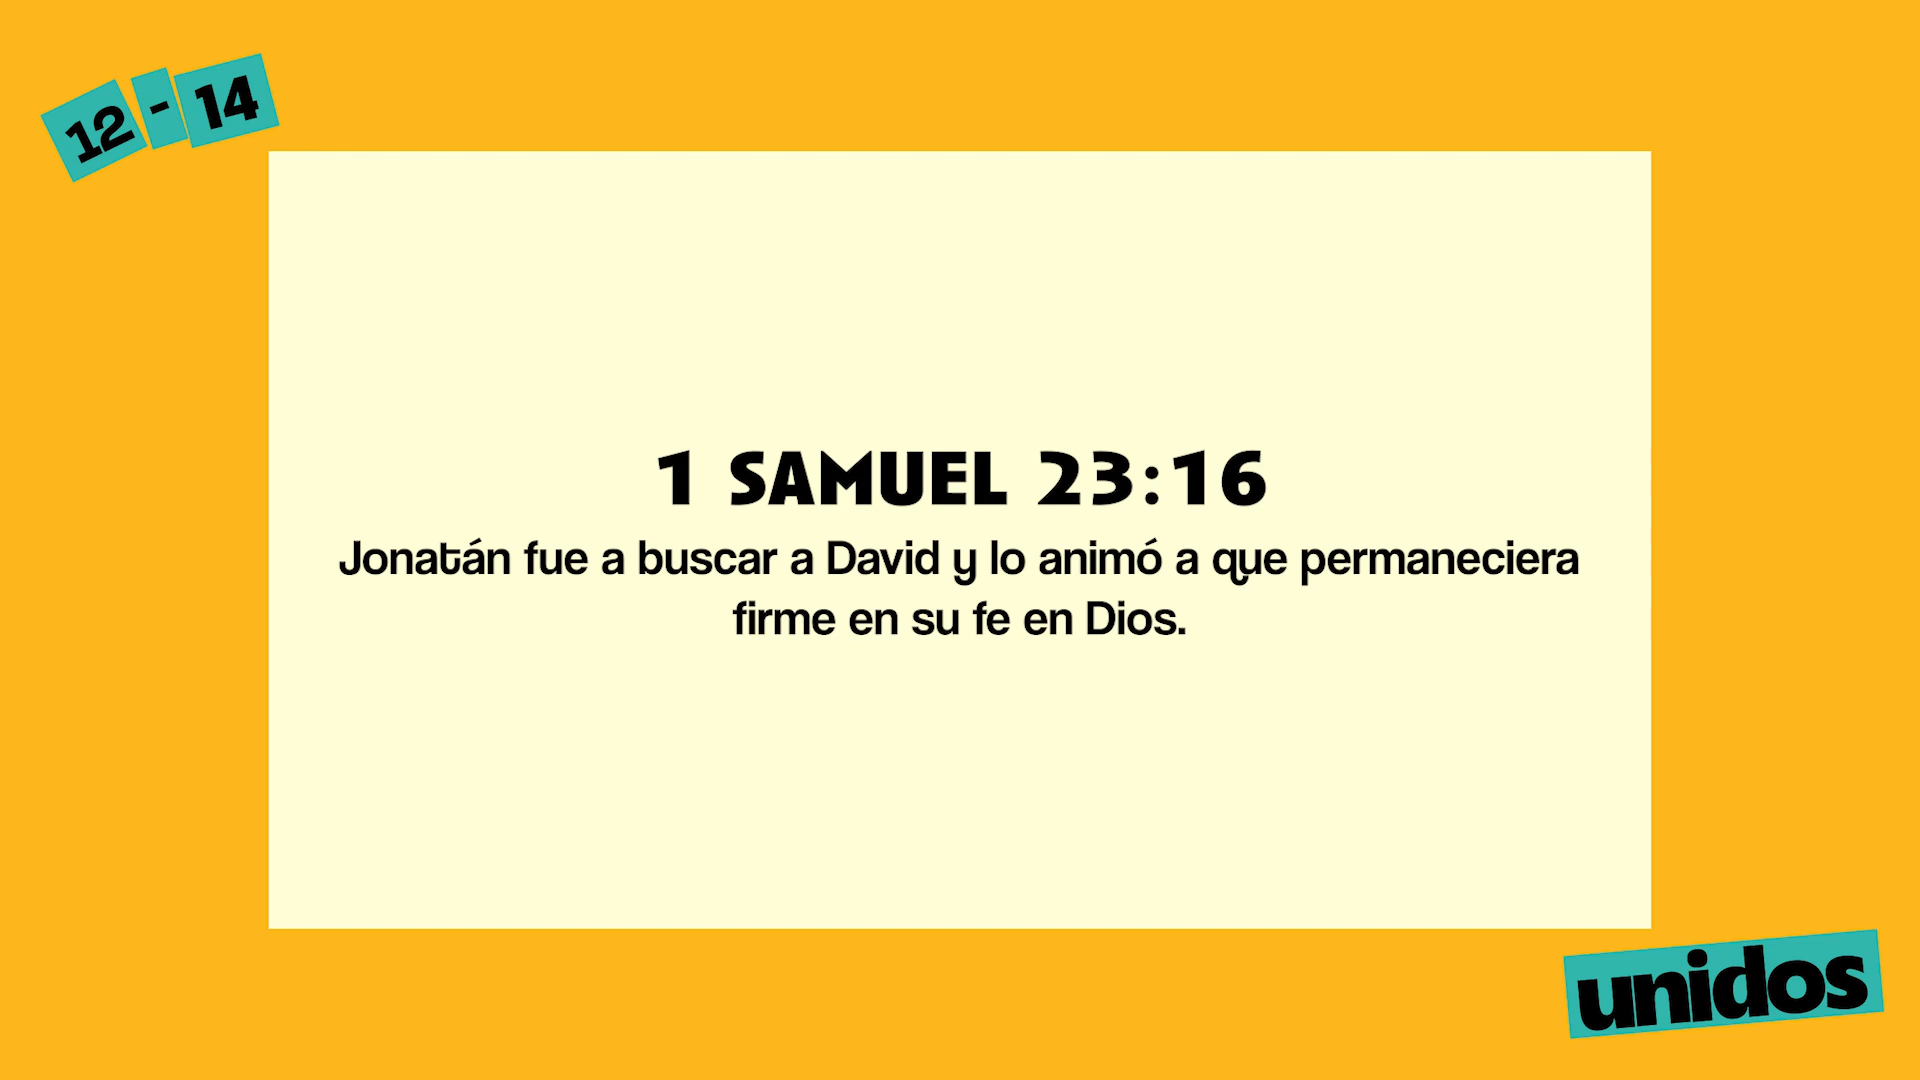 12 - 14
1 SAMUEL 23:16
Jonatán fue a buscar a David y lo animó a que permaneciera
firme en su fe en Dios.
unidos